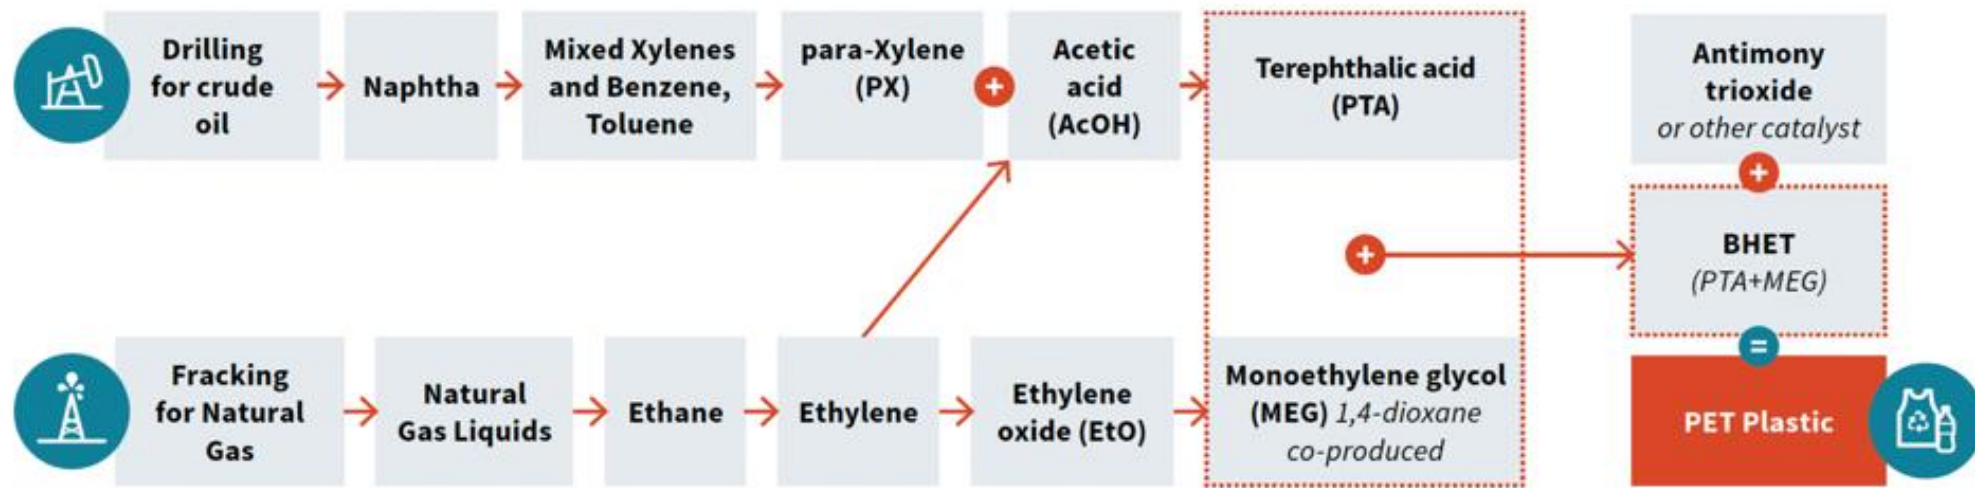 Drilling
for crude
oil
Naphtha
Mixed Xylenes
and Benzene,
Toluene
para-Xylene
(PX)
+
Acetic
acid
(AcOH)
Terephthalic acid
(PTA)
Antimony
trioxide
or other catalyst
+
+
BHET
(PTA+MEG)
=
Fracking
for Natural
Gas
Natural
Gas Liquids
Ethane
Ethylene
Ethylene
oxide (EtO)
Monoethylene glycol
(MEG) 1,4-dioxane
co-produced
PET Plastic